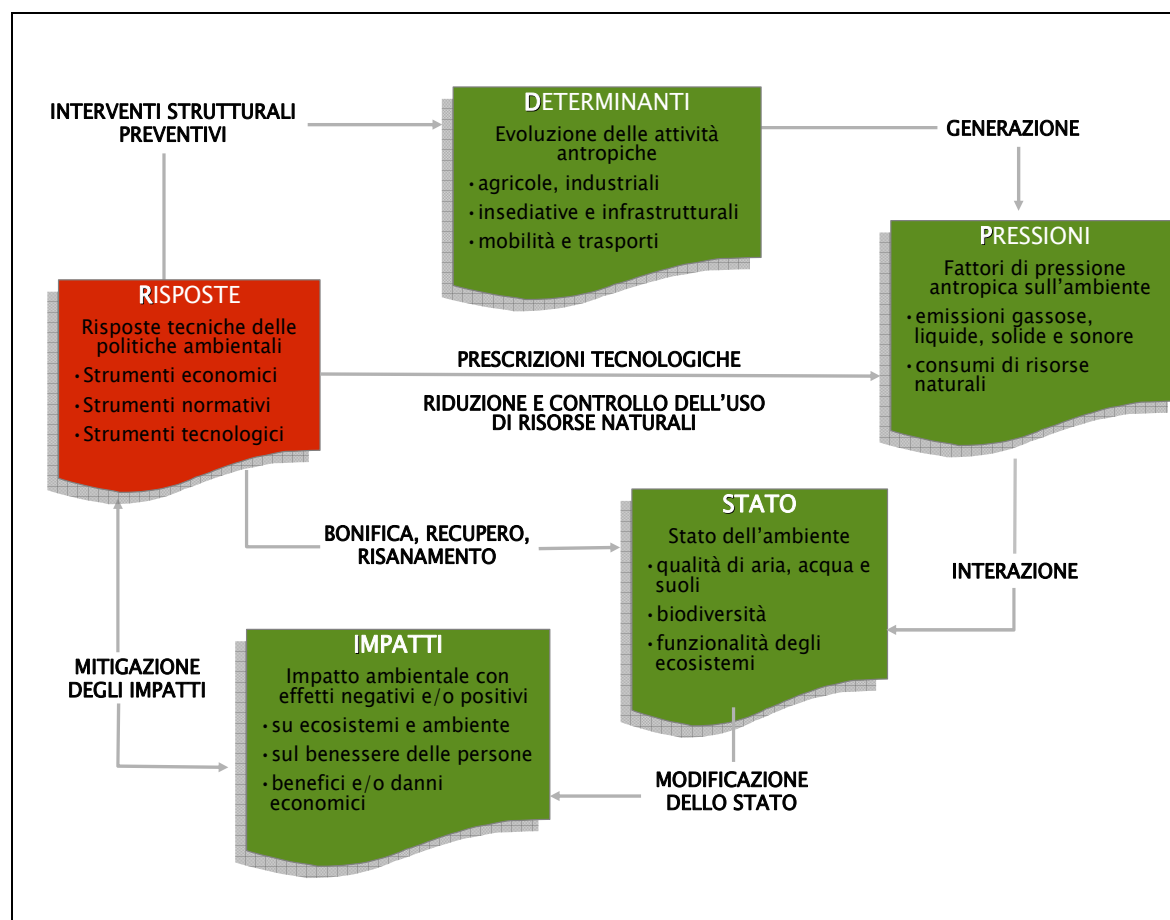 INTERVENTI STRUTTURALI
PREVENTIVI
DETERMINANTI
Evoluzione delle attività
antropiche
• agricole, industriali
• insediative e infrastrutturali
• mobilità e trasporti
GENERAZIONE
PRESSIONI
Fattori di pressione
antropica sull’ambiente
• emissioni gassose,
liquide, solide e sonore
• consumi di risorse
naturali
RISPOSTE
Risposte tecniche delle
politiche ambientali
• Strumenti economici
• Strumenti normativi
• Strumenti tecnologici
PRESCRIZIONI TECNOLOGICHE
RIDUZIONE E CONTROLLO DELL’USO
DI RISORSE NATURALI
BONIFICA, RECUPERO,
RISANAMENTO
STATO
Stato dell’ambiente
• qualità di aria, acqua e
suoli
• biodiversità
• funzionalità degli
ecosistemi
INTERAZIONE
MITIGAZIONE
DEGLI IMPATTI
IMPATTI
Impatto ambientale con
effetti negativi e/o positivi
• su ecosistemi e ambiente
• sul benessere delle persone
• benefici e/o danni
economici
MODIFICAZIONE
DELLO STATO